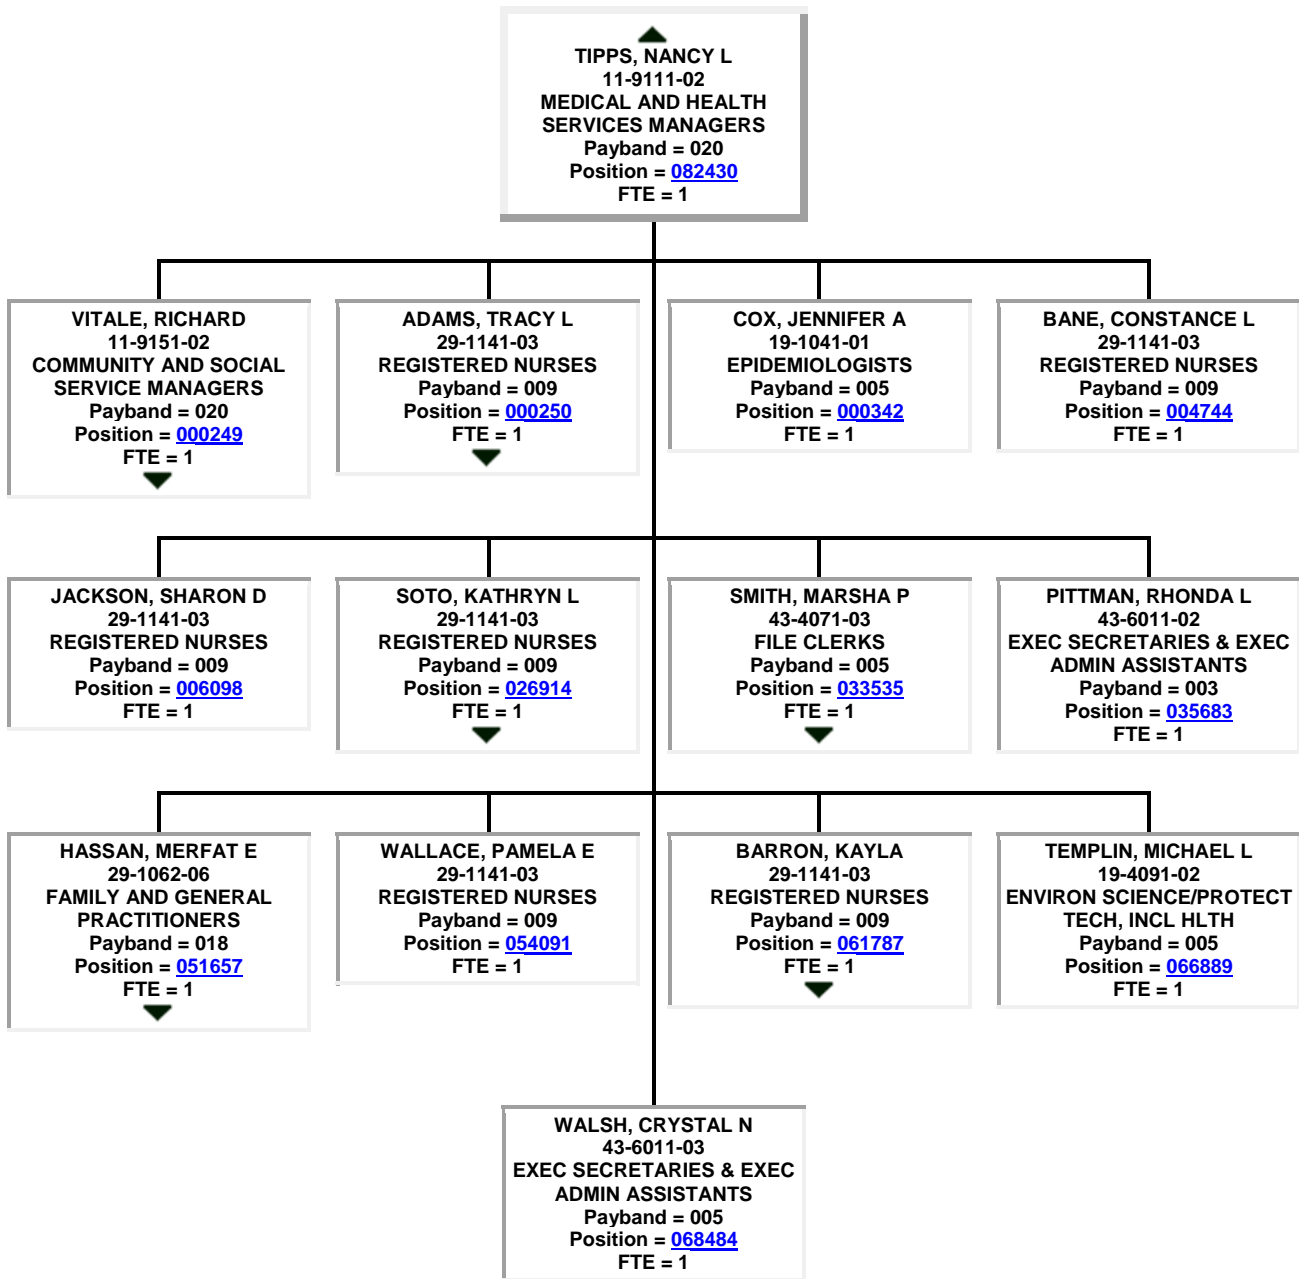 TIPPS, NANCY L
11-9111-02
MEDICAL AND HEALTH
SERVICES MANAGERS
Payband = 020
Position = 082430
FTE = 1
VITALE, RICHARD
11-9151-02
COMMUNITY AND SOCIAL
SERVICE MANAGERS
Payband = 020
Position = 000249
FTE = 1
ADAMS, TRACY L
29-1141-03
REGISTERED NURSES
Payband = 009
Position = 000250
FTE = 1
COX, JENNIFER A
19-1041-01
EPIDEMIOLOGISTS
Payband = 005
Position = 000342
FTE = 1
BANE, CONSTANCE L
29-1141-03
REGISTERED NURSES
Payband = 009
Position = 004744
FTE = 1
JACKSON, SHARON D
29-1141-03
REGISTERED NURSES
Payband = 009
Position = 006098
FTE = 1
SOTO, KATHRYN L
29-1141-03
REGISTERED NURSES
Payband = 009
Position = 026914
FTE = 1
SMITH, MARSHA P
43-4071-03
FILE CLERKS
Payband = 005
Position = 033535
FTE = 1
PITTMAN, RHONDA L
43-6011-02
EXEC SECRETARIES & EXEC
ADMIN ASSISTANTS
Payband = 003
Position = 035683
FTE = 1
HASSAN, MERFAT E
29-1062-06
FAMILY AND GENERAL
PRACTITIONERS
Payband = 018
Position = 051657
FTE = 1
WALLACE, PAMELA E
29-1141-03
REGISTERED NURSES
Payband = 009
Position = 054091
FTE = 1
BARRON, KAYLA
29-1141-03
REGISTERED NURSES
Payband = 009
Position = 061787
FTE = 1
TEMPLIN, MICHAEL L
19-4091-02
ENVIRON SCIENCE/PROTECT
TECH, INCL HLTH
Payband = 005
Position = 066889
FTE = 1
WALSH, CRYSTAL N
43-6011-03
EXEC SECRETARIES & EXEC
ADMIN ASSISTANTS
Payband = 005
Position = 068484
FTE = 1